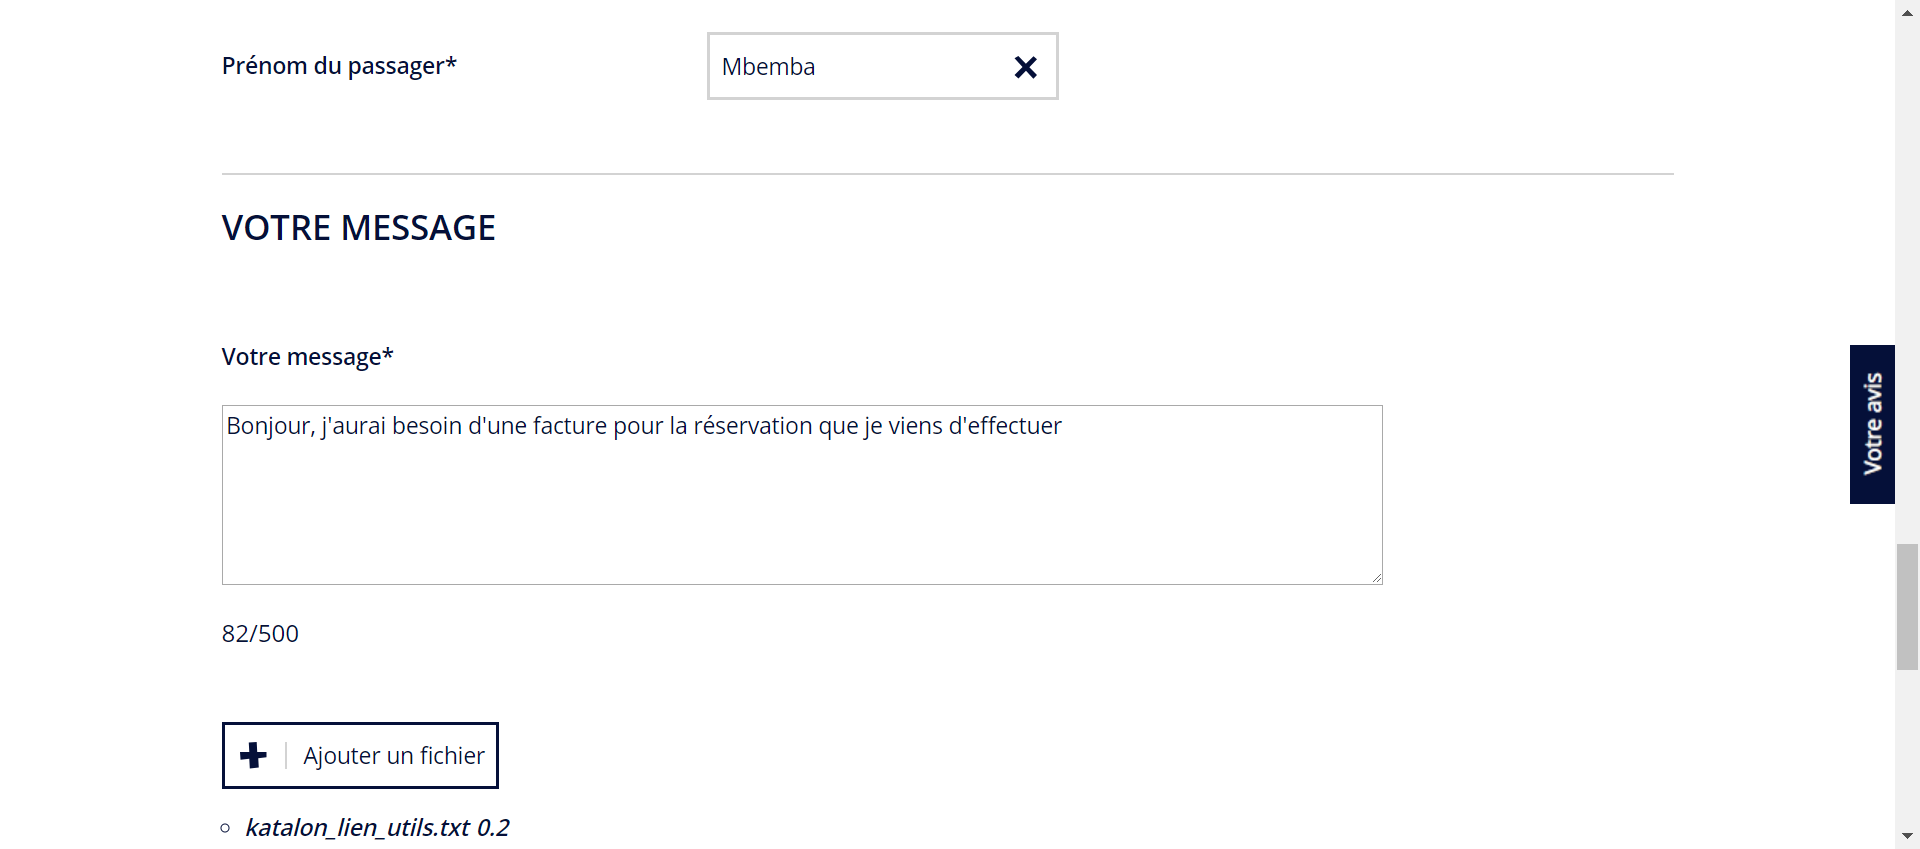 Prénom du passager*
Mbemba
VOTRE MESSAGE
Votre message*
Bonjour, j'aurai besoin d'une facture pour la réservation que je viens d'effectuer
82/500
Ajouter un fichier
katalon_lien_utils.txt 0.2
Votre avis